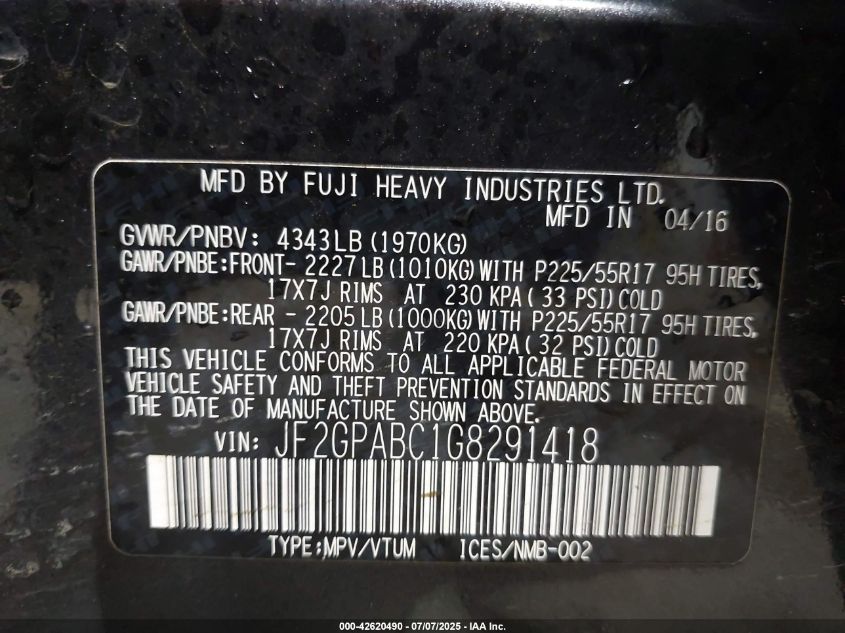 MFD BY FUJI HEAVY INDUSTRIES LTD.
MFD IN 04/16
GVWR/PNBV: 4343LB (1970KG)
GAWR/PNBE:FRONT- 2227LB (1010KG) WITH P225/55R17 95H TIRES,
17X7J RIMS AT 230 KPA (33 PSI) COLD
GAWR/PNBE:REAR - 2205LB (1000KG) WITH P225/55R17 95H TIRES,
17X7J RIMS AT 220 KPA (32 PSI) COLD
THIS VEHICLE CONFORMS TO ALL APPLICABLE FEDERAL MOTOR
VEHICLE SAFETY AND THEFT PREVENTION STANDARDS IN EFFECT ON
THE DATE OF MANUFACTURE SHOWN ABOVE.
VIN: JF2GPABC1G8291418
TYPE:MPV/VTUM ICES/NMB-002
000-42620490 - 07/07/2025 - IAA Inc.